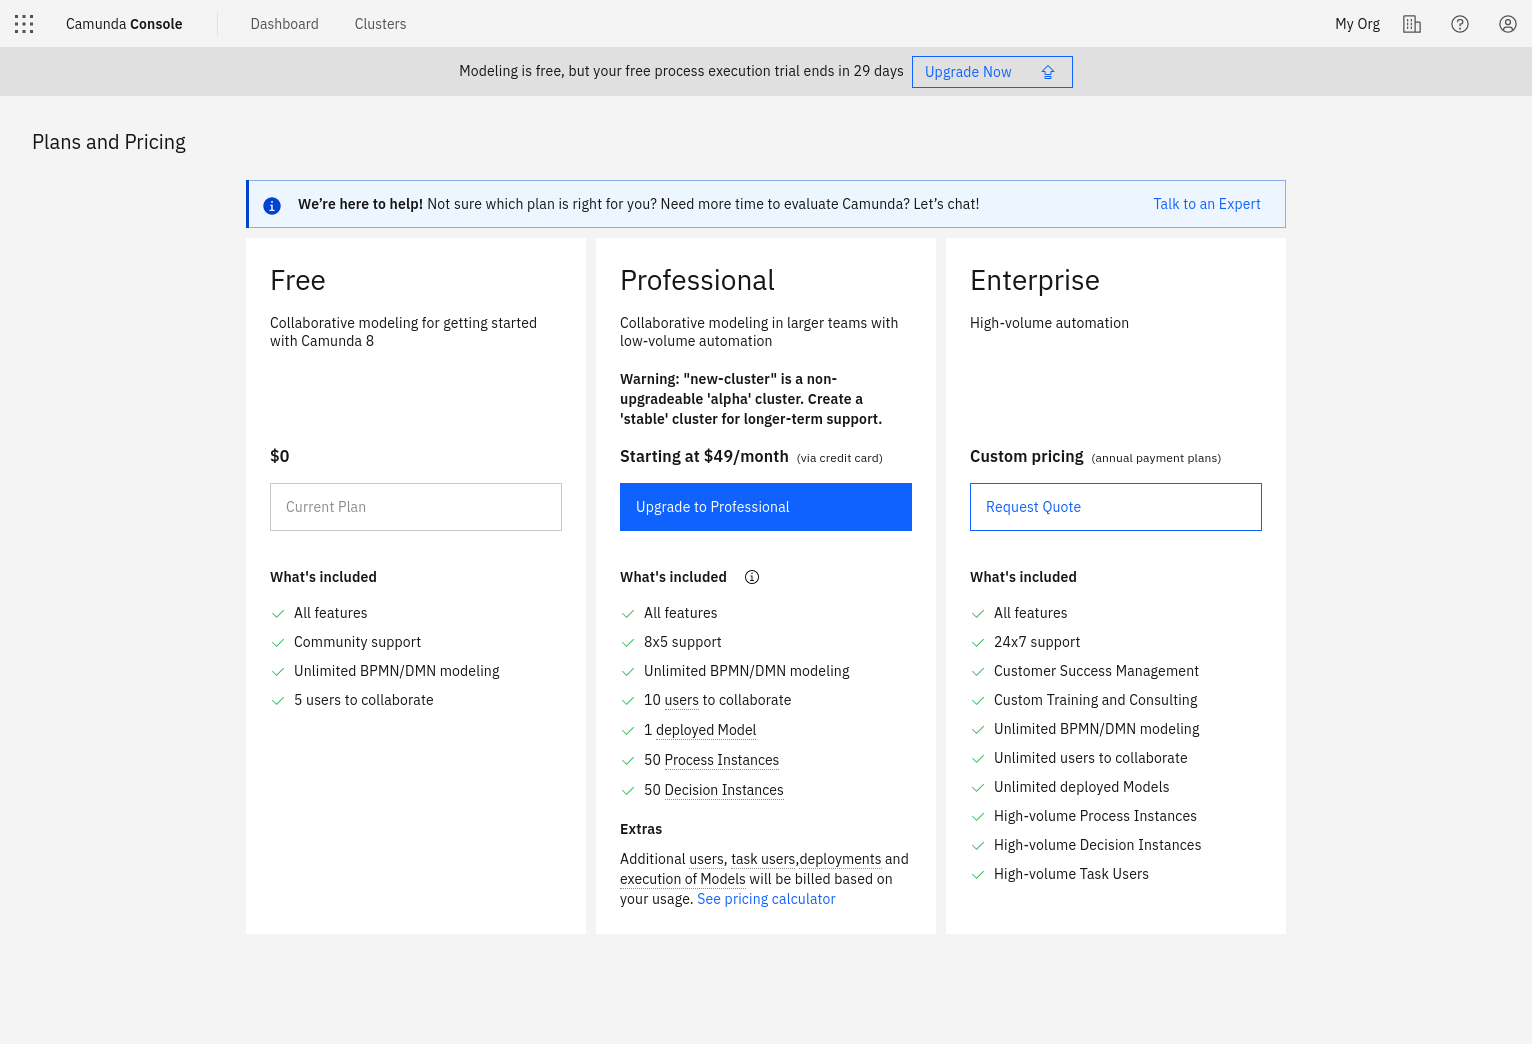 Camunda Console
Dashboard
Clusters
My Org
Modeling is free, but your free process execution trial ends in 29 days
Upgrade Now
Plans and Pricing
We're here to help! Not sure which plan is right for you? Need more time to evaluate Camunda? Let's chat!
Talk to an Expert
Free
Collaborative modeling for getting started
with Camunda 8
$0
Current Plan
What's included
All features
Community support
Unlimited BPMN/DMN modeling
5 users to collaborate
Professional
Collaborative modeling in larger teams with
low-volume automation
Warning: "new-cluster" is a non-
upgradeable 'alpha' cluster. Create a
'stable' cluster for longer-term support.
Starting at $49/month (via credit card)
Upgrade to Professional
What's included
All features
8x5 support
Unlimited BPMN/DMN modeling
10 users to collaborate
1 deployed Model
50 Process Instances
50 Decision Instances
Extras
Additional users, task users,deployments and
execution of Models will be billed based on
your usage. See pricing calculator
Enterprise
High-volume automation
Custom pricing (annual payment plans)
Request Quote
What's included
All features
24x7 support
Customer Success Management
Custom Training and Consulting
Unlimited BPMN/DMN modeling
Unlimited users to collaborate
Unlimited deployed Models
High-volume Process Instances
High-volume Decision Instances
High-volume Task Users